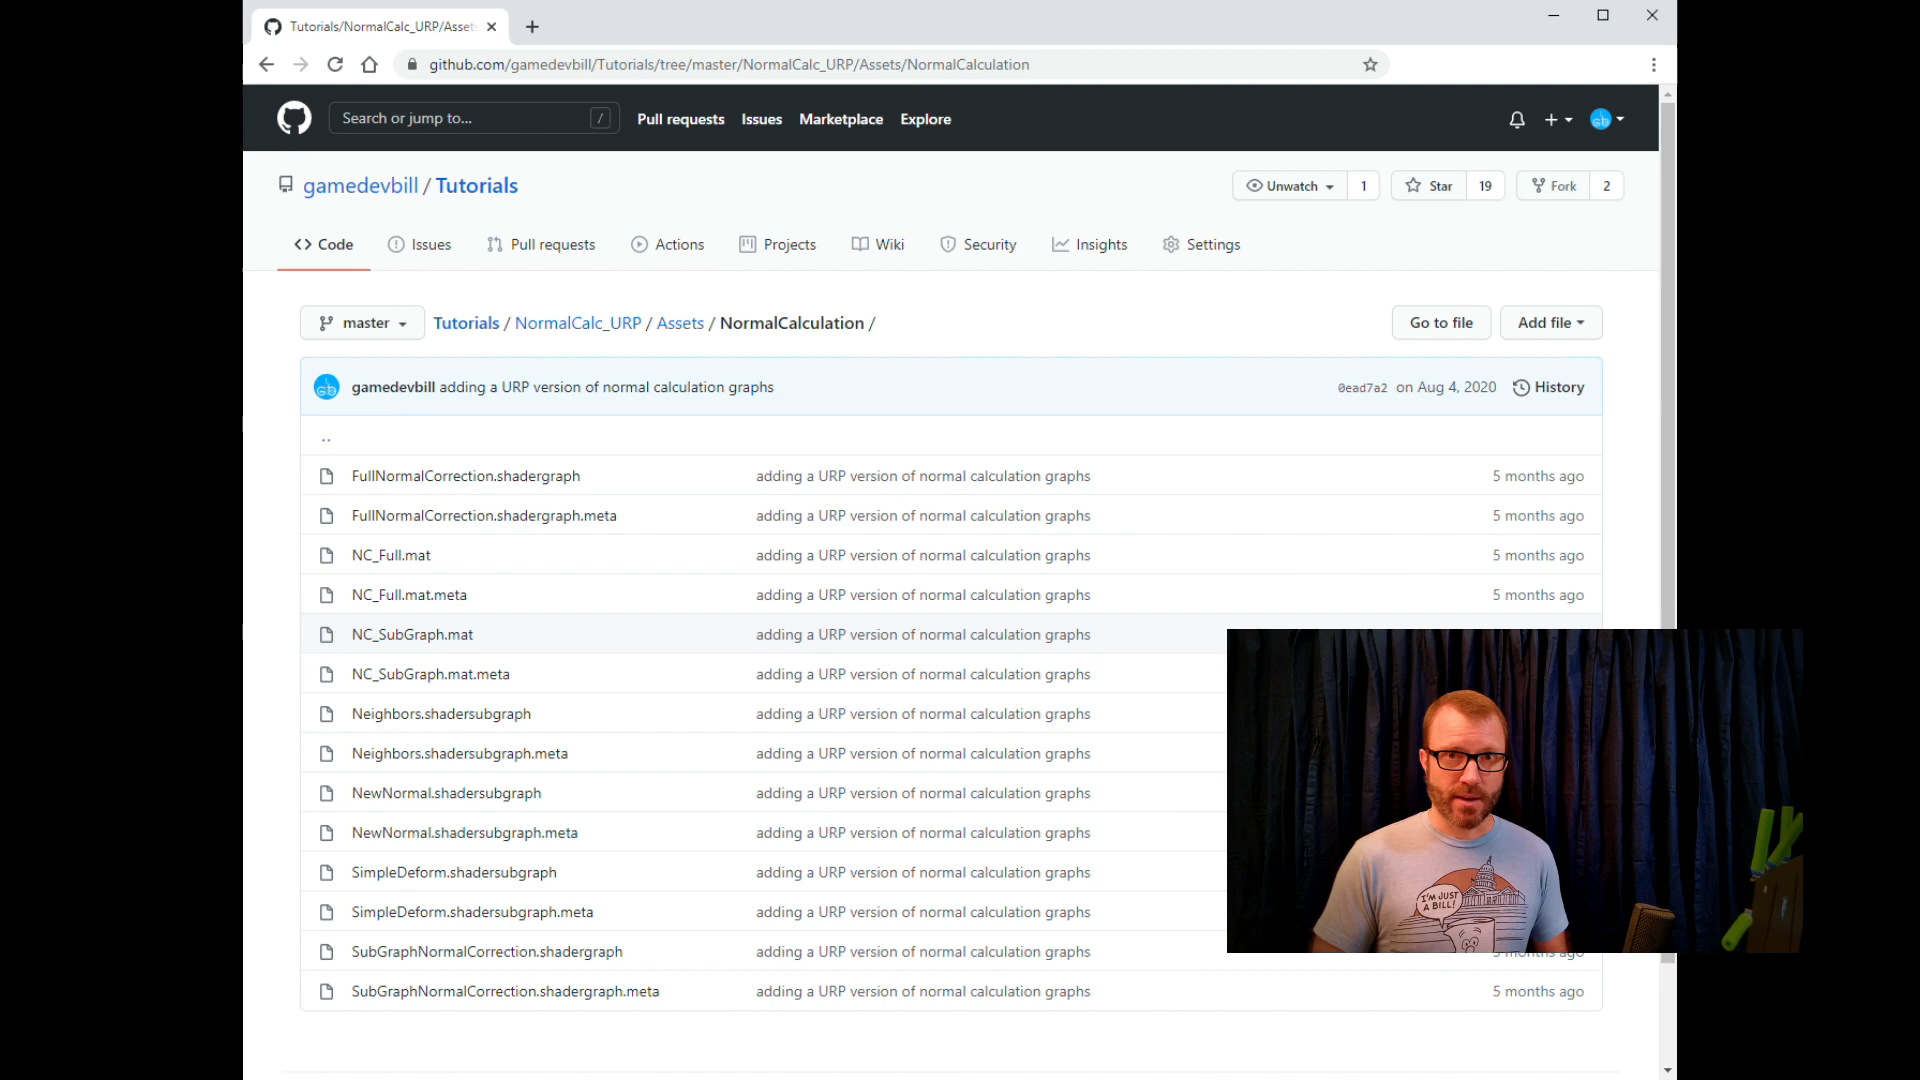 Tutorials/NormalCalc_URP/Asset
github.com/gamedevbill/Tutorials/tree/master/NormalCalc_URP/Assets/NormalCalculation
Search or jump to... /
Pull requests Issues Marketplace Explore
gb
gamedevbill / Tutorials
Unwatch 1 Star 19 Fork 2
Code Issues Pull requests Actions Projects Wiki Security Insights Settings
master Tutorials / NormalCalc_URP / Assets / NormalCalculation / Go to file Add file
gb gamedevbill adding a URP version of normal calculation graphs 0ead7a2 on Aug 4, 2020 History
..
FullNormalCorrection.shadergraph adding a URP version of normal calculation graphs 5 months ago
FullNormalCorrection.shadergraph.meta adding a URP version of normal calculation graphs 5 months ago
NC_Full.mat adding a URP version of normal calculation graphs 5 months ago
NC_Full.mat.meta adding a URP version of normal calculation graphs 5 months ago
NC_SubGraph.mat adding a URP version of normal calculation graphs
NC_SubGraph.mat.meta adding a URP version of normal calculation graphs
Neighbors.shadersubgraph adding a URP version of normal calculation graphs
Neighbors.shadersubgraph.meta adding a URP version of normal calculation graphs
NewNormal.shadersubgraph adding a URP version of normal calculation graphs
NewNormal.shadersubgraph.meta adding a URP version of normal calculation graphs
SimpleDeform.shadersubgraph adding a URP version of normal calculation graphs
SimpleDeform.shadersubgraph.meta adding a URP version of normal calculation graphs
SubGraphNormalCorrection.shadergraph adding a URP version of normal calculation graphs 5 months ago
SubGraphNormalCorrection.shadergraph.meta adding a URP version of normal calculation graphs 5 months ago
I'M JUST
A BILL!